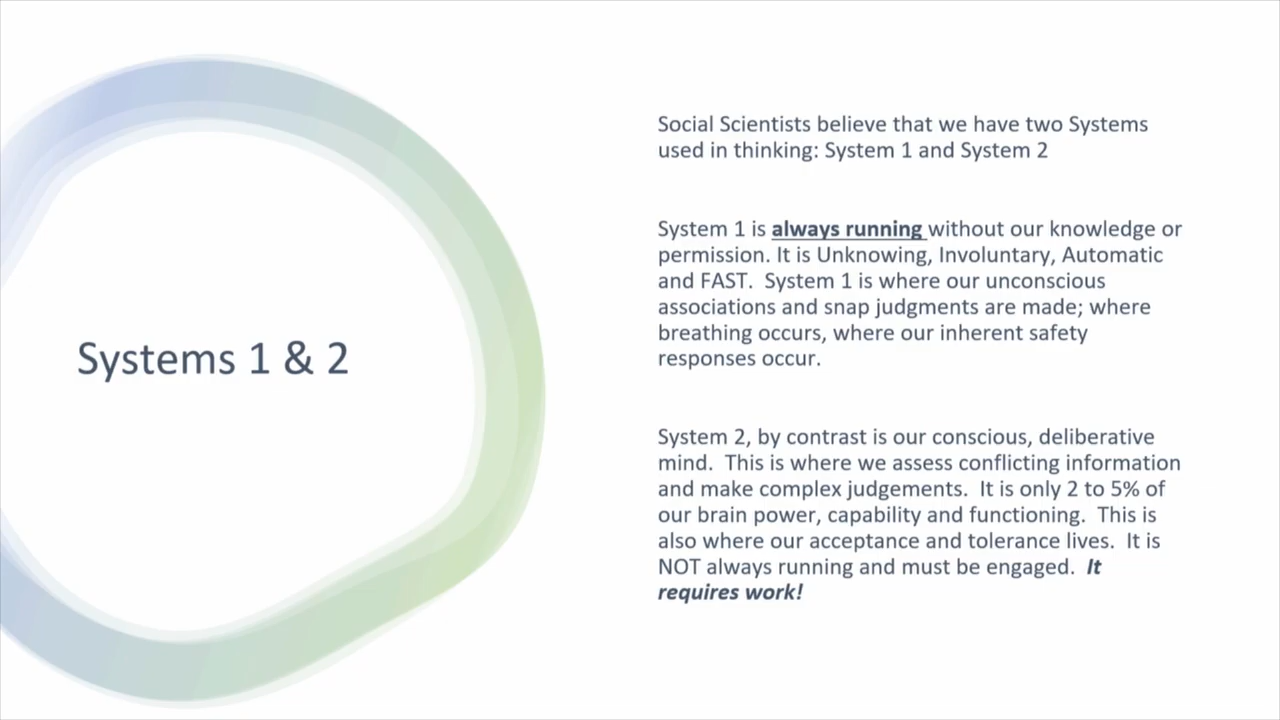 Systems 1 & 2
Social Scientists believe that we have two Systems
used in thinking: System 1 and System 2
System 1 is always running without our knowledge or
permission. It is Unknowing, Involuntary, Automatic
and FAST.  System 1 is where our unconscious
associations and snap judgments are made; where
breathing occurs, where our inherent safety
responses occur.
System 2, by contrast is our conscious, deliberative
mind.  This is where we assess conflicting information
and make complex judgements.  It is only 2 to 5% of
our brain power, capability and functioning.  This is
also where our acceptance and tolerance lives.  It is
NOT always running and must be engaged.  It
requires work!